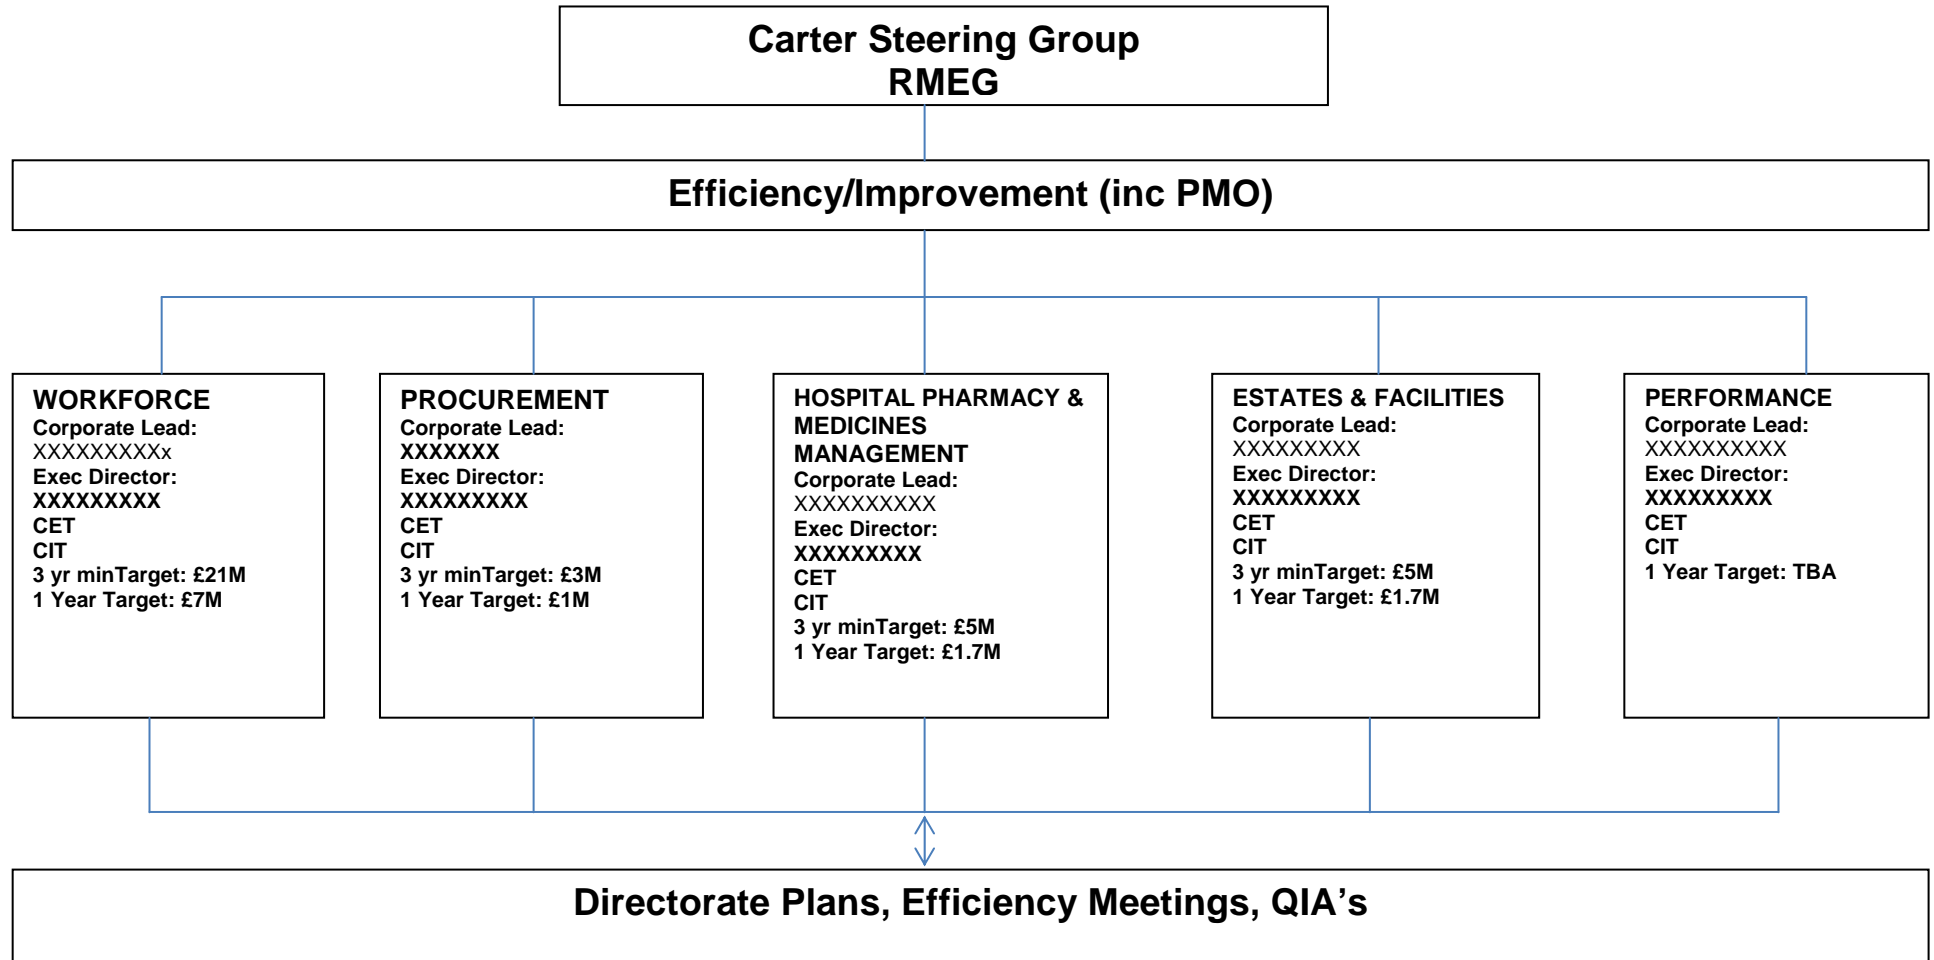 Carter Steering Group
RMEG
Efficiency/Improvement (inc PMO)
WORKFORCE
Corporate Lead:
XXXXXXXXXx
Exec Director:
XXXXXXXXX
CET
CIT
3 yr minTarget: £21M
1 Year Target: £7M
PROCUREMENT
Corporate Lead:
XXXXXXX
Exec Director:
XXXXXXXXX
CET
CIT
3 yr minTarget: £3M
1 Year Target: £1M
HOSPITAL PHARMACY &
MEDICINES
MANAGEMENT
Corporate Lead:
XXXXXXXXXX
Exec Director:
XXXXXXXXX
CET
CIT
3 yr minTarget: £5M
1 Year Target: £1.7M
ESTATES & FACILITIES
Corporate Lead:
XXXXXXXXX
Exec Director:
XXXXXXXXX
CET
CIT
3 yr minTarget: £5M
1 Year Target: £1.7M
PERFORMANCE
Corporate Lead:
XXXXXXXXXX
Exec Director:
XXXXXXXXX
CET
CIT
1 Year Target: TBA
Directorate Plans, Efficiency Meetings, QIA’s